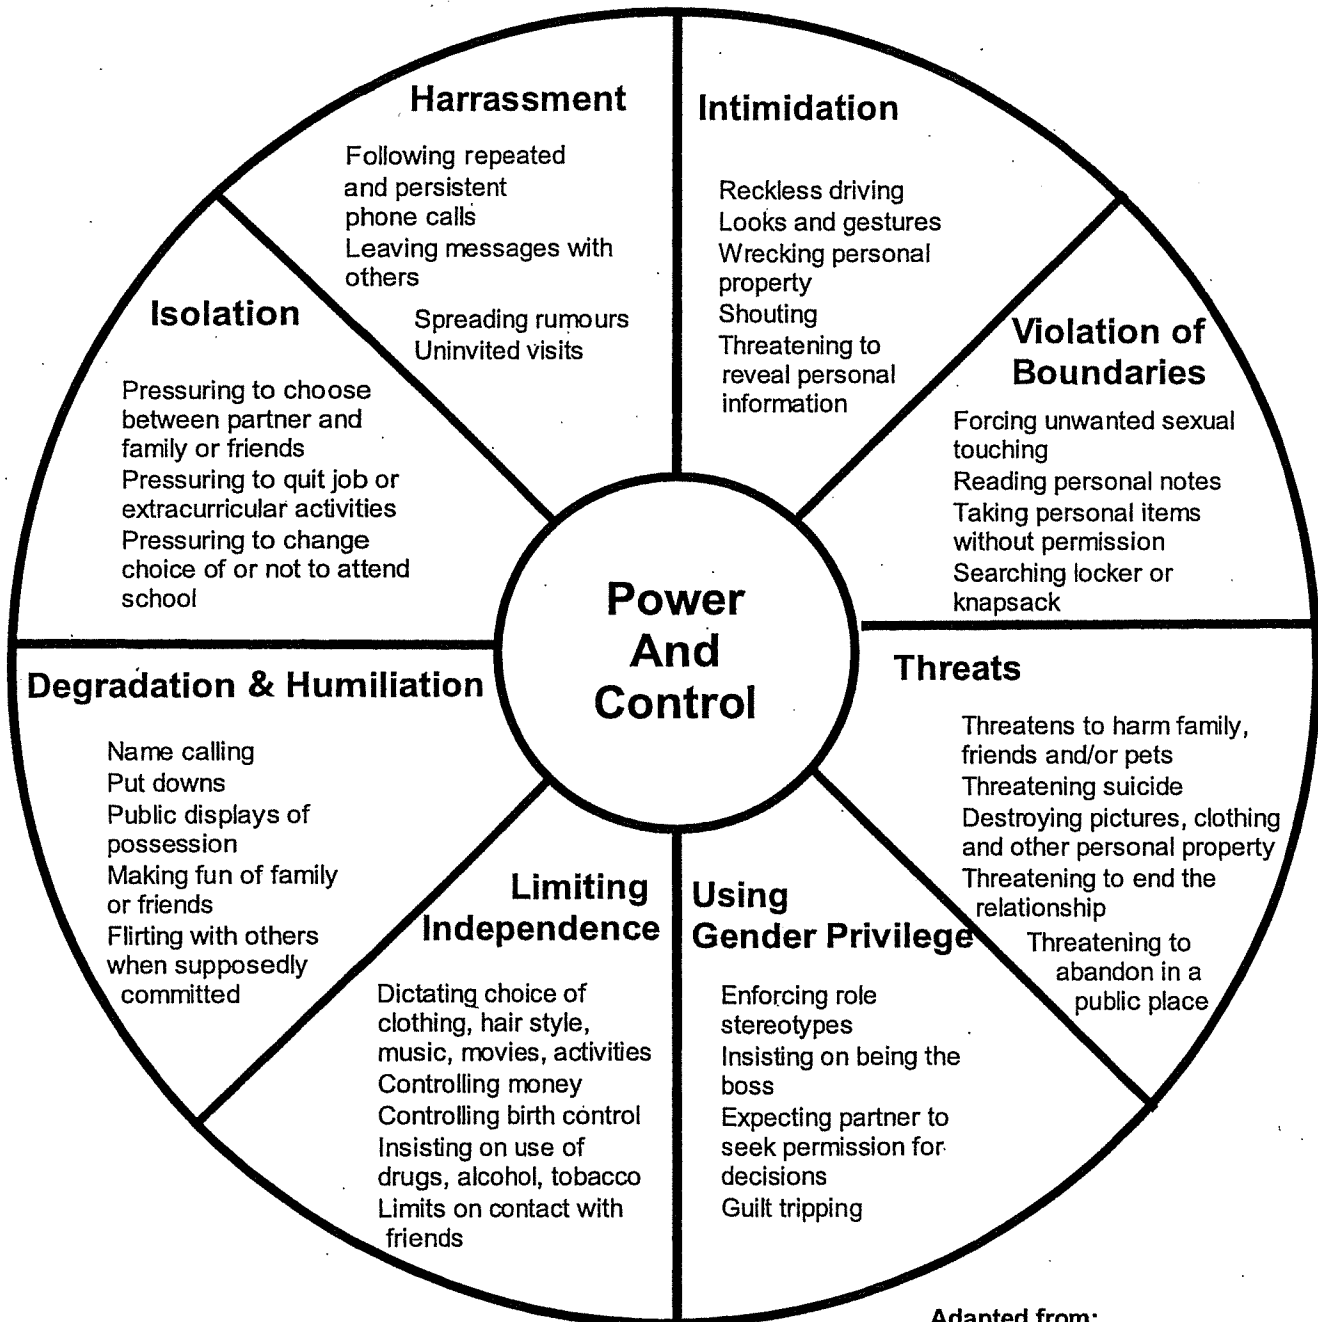 Harrassment
Following repeated
and persistent
phone calls
Leaving messages with
others
Spreading rumours
Uninvited visits
Intimidation
Reckless driving
Looks and gestures
Wrecking personal
property
Shouting
Threatening to
reveal personal
information
Violation of
Boundaries
Forcing unwanted sexual
touching
Reading personal notes
Taking personal items
without permission
Searching locker or
knapsack
Threats
Threatens to harm family,
friends and/or pets
Threatening suicide
Destroying pictures, clothing
and other personal property
Threatening to end the
relationship
Threatening to
abandon in a
public place
Using
Gender Privilege
Enforcing role
stereotypes
Insisting on being the
boss
Expecting partner to
seek permission for
decisions
Guilt tripping
Limiting
Independence
Dictating choice of
clothing, hair style,
music, movies, activities
Controlling money
Controlling birth control
Insisting on use of
drugs, alcohol, tobacco
Limits on contact with
friends
Degradation & Humiliation
Name calling
Put downs
Public displays of
possession
Making fun of family
or friends
Flirting with others
when supposedly
committed
Isolation
Pressuring to choose
between partner and
family or friends
Pressuring to quit job or
extracurricular activities
Pressuring to change
choice of or not to attend
school
Power
And
Control
Adapted from: